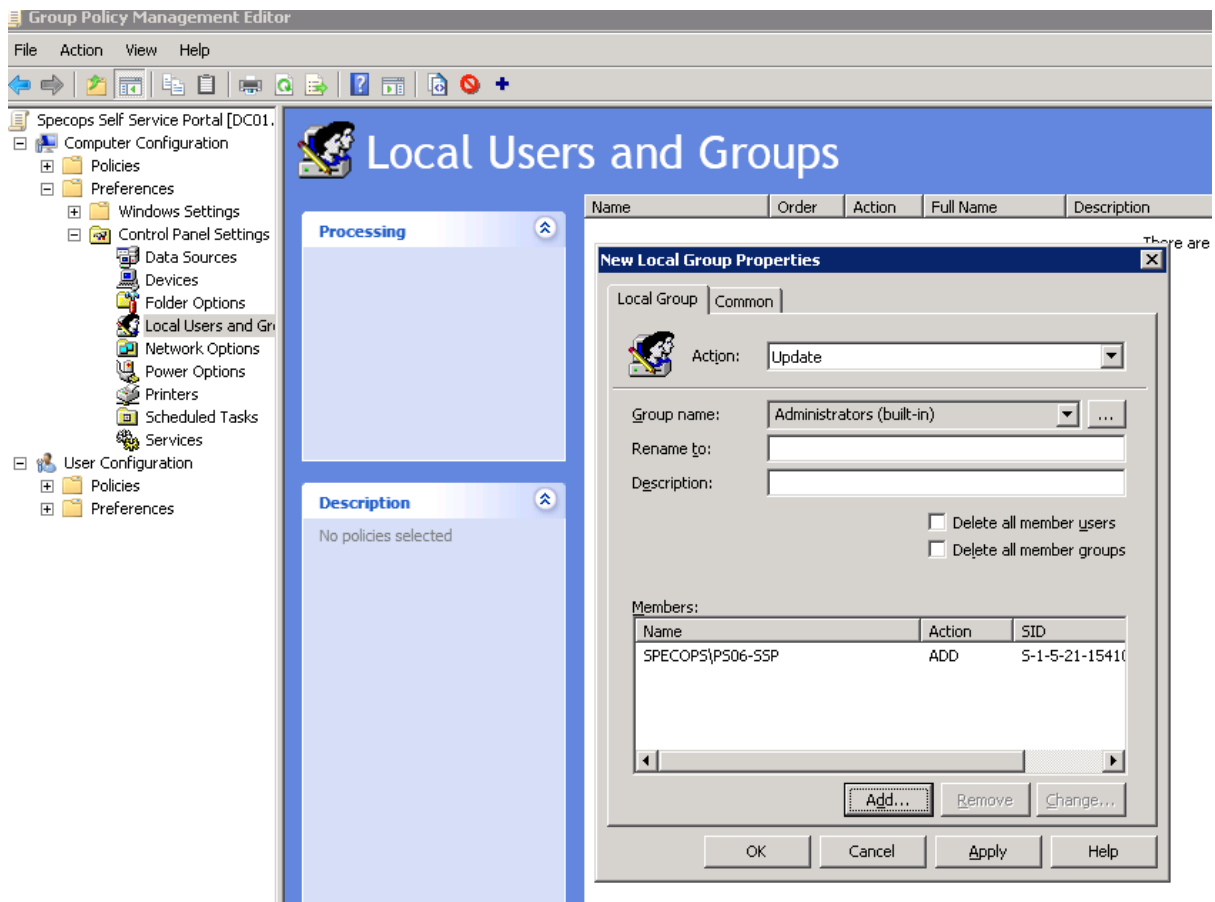 Group Policy Management Editor
File Action View Help
Specops Self Service Portal [DC01.
Computer Configuration
Policies
Preferences
Windows Settings
Control Panel Settings
Data Sources
Devices
Folder Options
Local Users and Gr
Network Options
Power Options
Printers
Scheduled Tasks
Services
User Configuration
Policies
Preferences
Local Users and Groups
Processing
Description
No policies selected
Name Order Action Full Name Description
There are
New Local Group Properties
Local Group Common
Action: Update
Group name: Administrators (built-in) ...
Rename to:
Description:
Delete all member users
Delete all member groups
Members:
Name Action SID
SPECOPS\PS06-SSP ADD S-1-5-21-1541
Add... Remove Change...
OK Cancel Apply Help